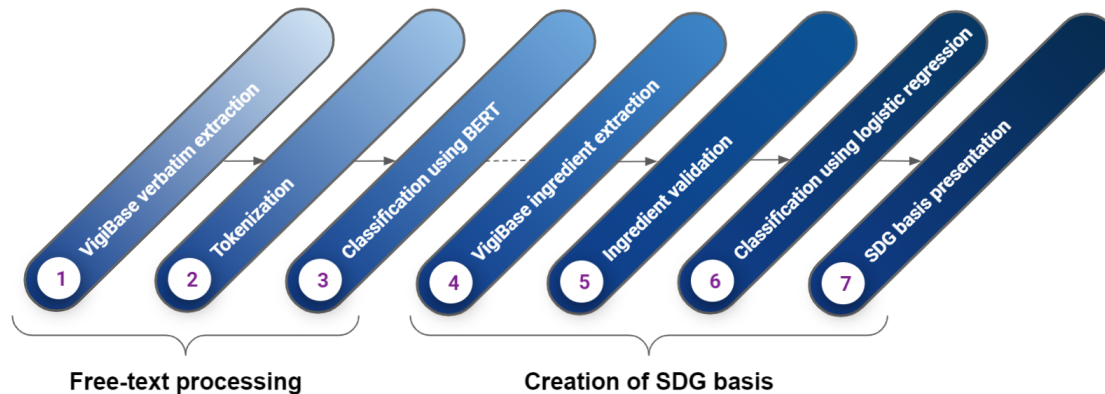 1 VigiBase verbatim extraction
2 Tokenization
3 Classification using BERT
4 VigiBase ingredient extraction
5 Ingredient validation
6 Classification using logistic regression
7 SDG basis presentation
Free-text processing
Creation of SDG basis